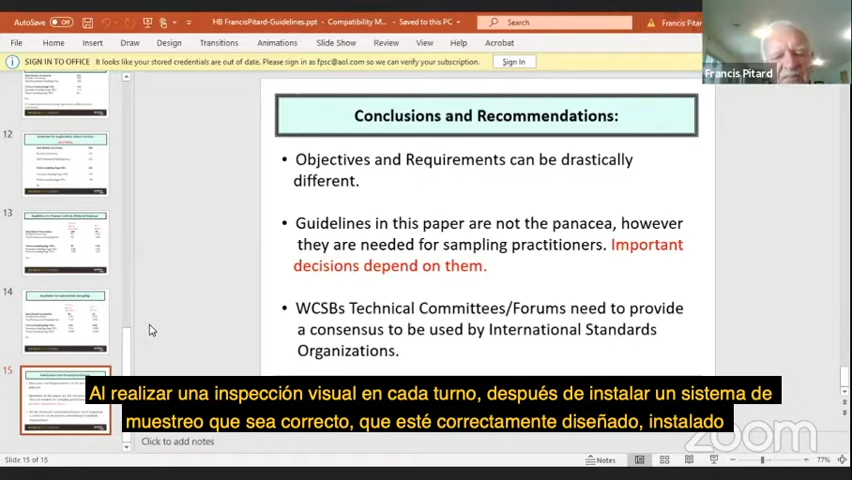 AutoSave Off
HB FrancisPitard-Guidelines.ppt - Compatibility M... - Saved to this PC
Search
Francis Pitard
File Home Insert Draw Design Transitions Animations Slide Show Review View Help Acrobat
SIGN IN TO OFFICE It looks like your stored credentials are out of date. Please sign in as fpsc@aol.com so we can verify your subscription. Sign In
Francis Pitard
12
13
14
15
Conclusions and Recommendations:
• Objectives and Requirements can be drastically
different.
• Guidelines in this paper are not the panacea, however
they are needed for sampling practitioners. Important
decisions depend on them.
• WCSBs Technical Committees/Forums need to provide
a consensus to be used by International Standards
Organizations.
Al realizar una inspección visual en cada turno, después de instalar un sistema de
muestreo que sea correcto, que esté correctamente diseñado, instalado
Click to add notes
zoom
Slide 15 of 15
Notes
77%